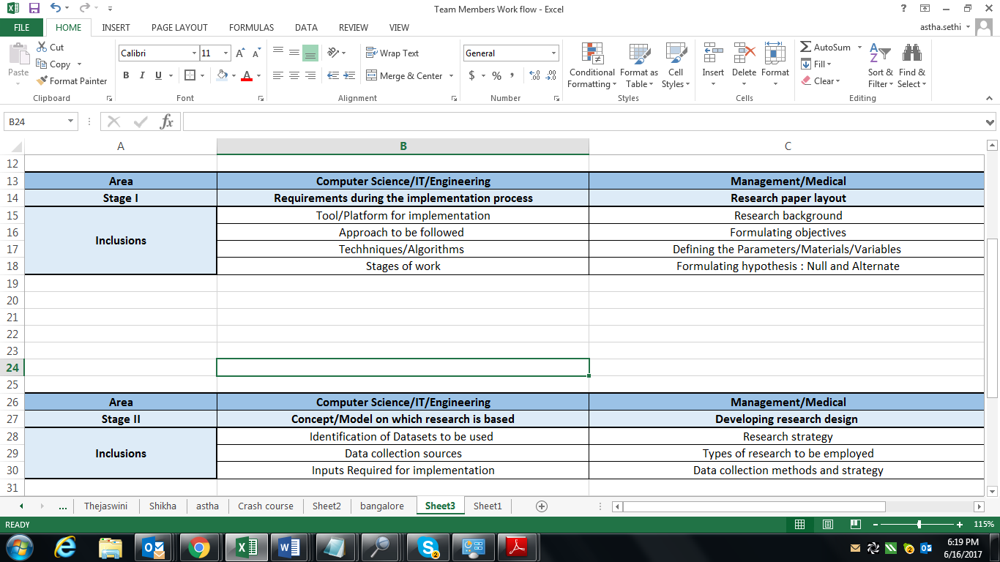 Team Members Work flow - Excel
?
FILE HOME INSERT PAGE LAYOUT FORMULAS DATA REVIEW VIEW astha.sethi
Paste
Cut
Copy
Format Painter
Clipboard
Calibri 11
B I U
Font
Wrap Text
Merge & Center
Alignment
General
$ % ,
Number
Conditional Formatting
Format as Table
Cell Styles
Styles
Insert Delete Format
Cells
AutoSum
Fill
Clear
Sort & Filter
Find & Select
Editing
B24 fx
A B C
12
13 Area Computer Science/IT/Engineering Management/Medical
14 Stage I Requirements during the implementation process Research paper layout
15 Tool/Platform for implementation Research background
Inclusions
16 Approach to be followed Formulating objectives
17 Techhniques/Algorithms Defining the Parameters/Materials/Variables
18 Stages of work Formulating hypothesis : Null and Alternate
19
20
21
22
23
24
25
26 Area Computer Science/IT/Engineering Management/Medical
27 Stage II Concept/Model on which research is based Developing research design
28 Identification of Datasets to be used Research strategy
29 Inclusions Data collection sources Types of research to be employed
30 Inputs Required for implementation Data collection methods and strategy
31
... Thejaswini Shikha astha Crash course Sheet2 bangalore Sheet3 Sheet1
READY 115%
6:19 PM
6/16/2017